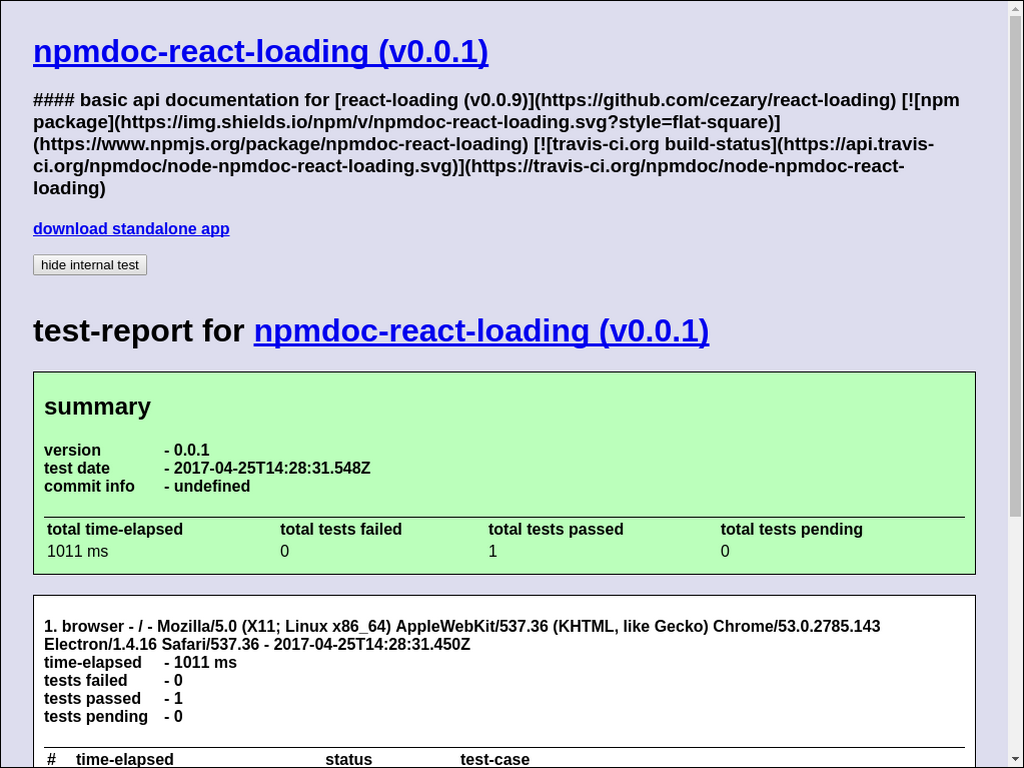 npmdoc-react-loading (v0.0.1)
#### basic api documentation for [react-loading (v0.0.9)](https://github.com/cezary/react-loading) [![npm
package](https://img.shields.io/npm/v/npmdoc-react-loading.svg?style=flat-square)]
(https://www.npmjs.org/package/npmdoc-react-loading) [![travis-ci.org build-status](https://api.travis-
ci.org/npmdoc/node-npmdoc-react-loading.svg)](https://travis-ci.org/npmdoc/node-npmdoc-react-
loading)
download standalone app
hide internal test
test-report for npmdoc-react-loading (v0.0.1)
summary
version - 0.0.1
test date - 2017-04-25T14:28:31.548Z
commit info - undefined
total time-elapsed total tests failed total tests passed total tests pending
1011 ms 0 1 0
1. browser - / - Mozilla/5.0 (X11; Linux x86_64) AppleWebKit/537.36 (KHTML, like Gecko) Chrome/53.0.2785.143
Electron/1.4.16 Safari/537.36 - 2017-04-25T14:28:31.450Z
time-elapsed - 1011 ms
tests failed - 0
tests passed - 1
tests pending - 0
# time-elapsed status test-case